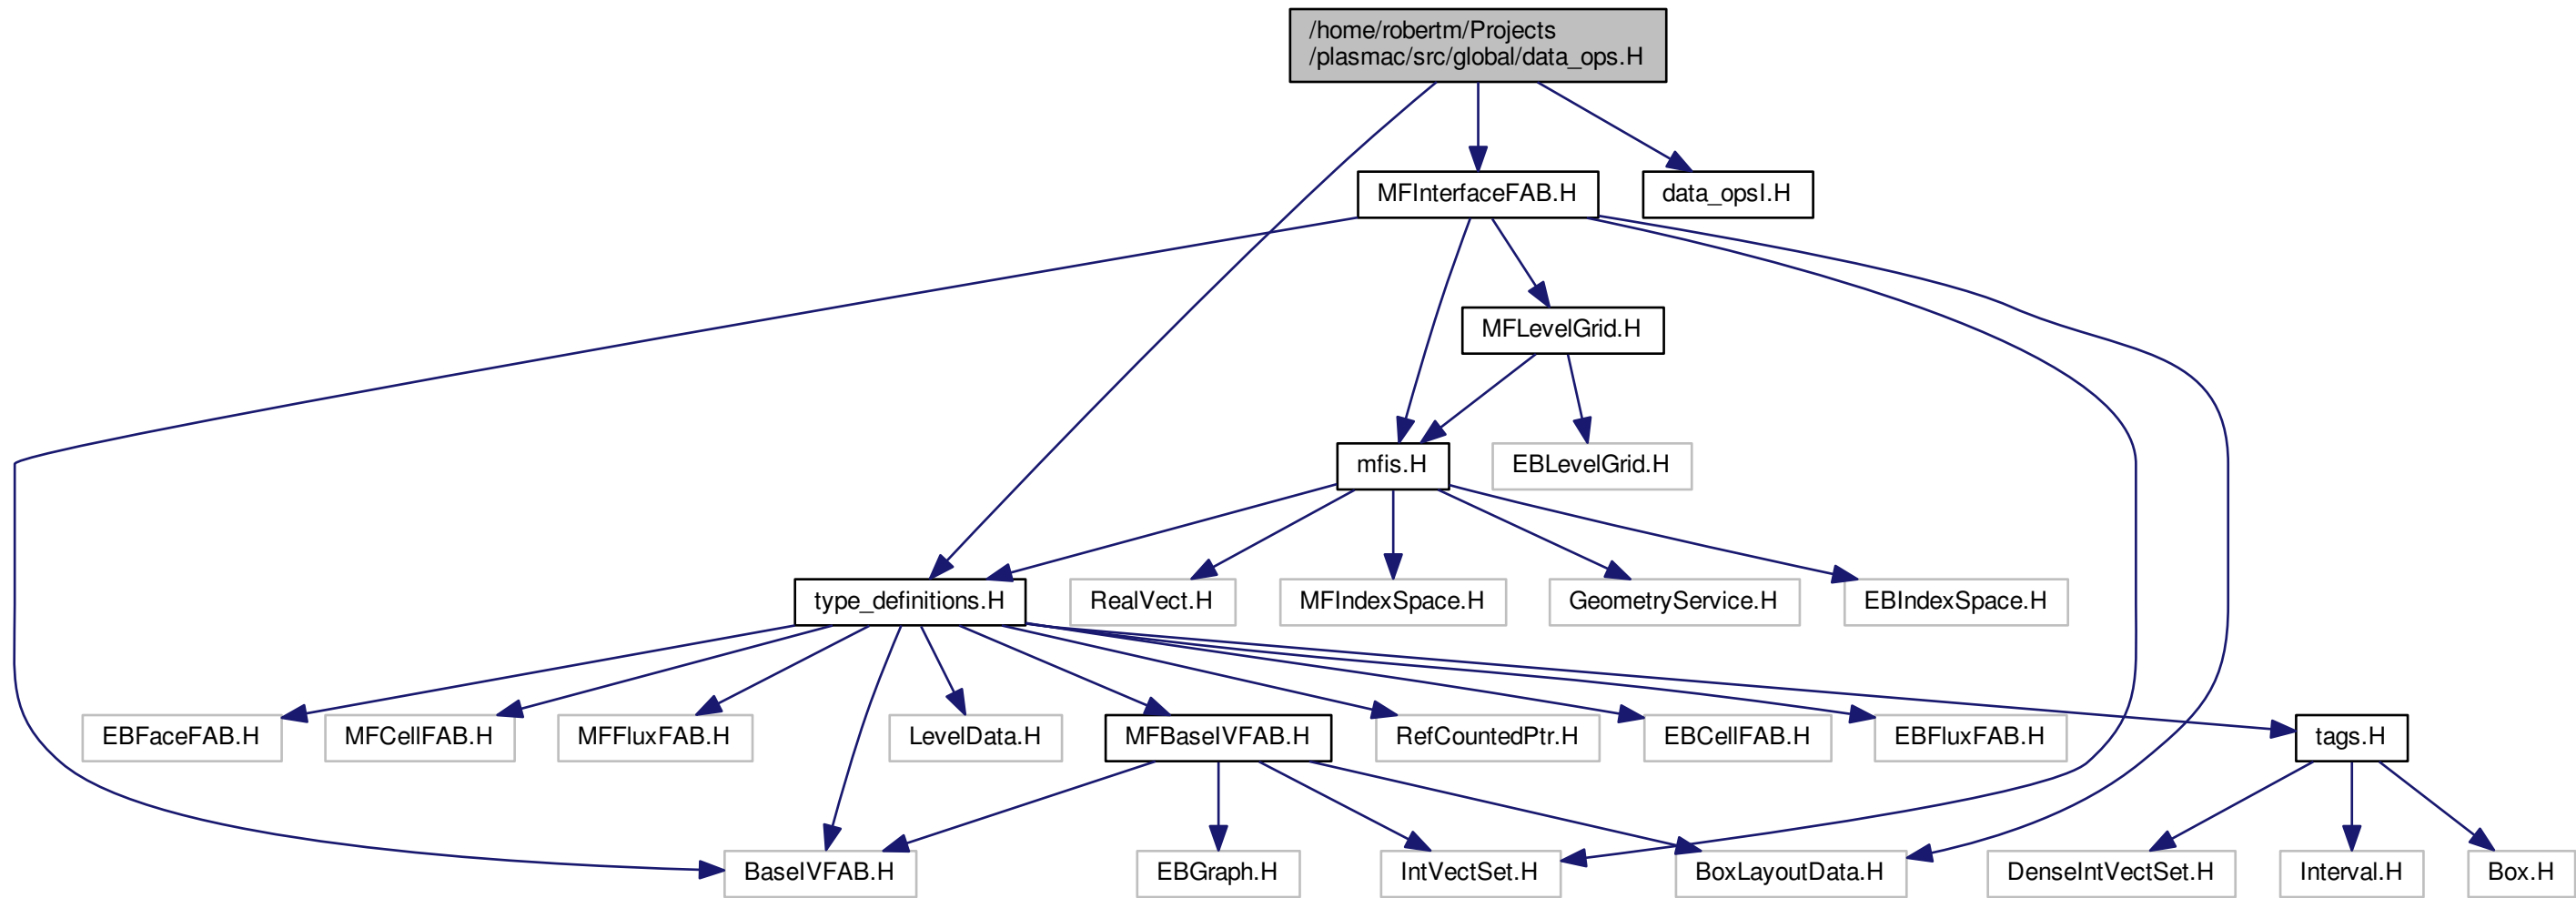 /home/robertm/Projects
/plasmac/src/global/data_ops.H
MFInterfaceFAB.H
data_opsI.H
MFLevelGrid.H
mfis.H
EBLevelGrid.H
type_definitions.H
RealVect.H
MFIndexSpace.H
GeometryService.H
EBIndexSpace.H
EBFaceFAB.H
MFCellFAB.H
MFFluxFAB.H
LevelData.H
MFBaseIVFAB.H
RefCountedPtr.H
EBCellFAB.H
EBFluxFAB.H
tags.H
BaseIVFAB.H
EBGraph.H
IntVectSet.H
BoxLayoutData.H
DenseIntVectSet.H
Interval.H
Box.H